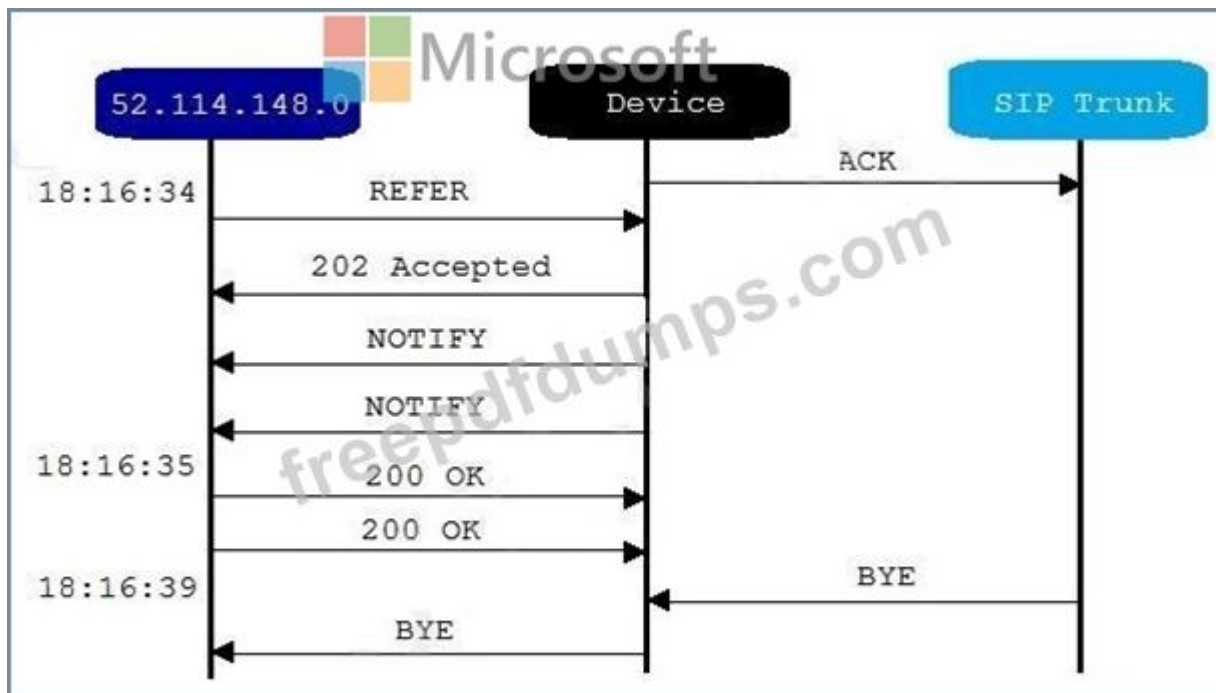 Microsoft
52.114.148.0
Device
SIP Trunk
ACK
18:16:34
REFER
202 Accepted
NOTIFY
NOTIFY
18:16:35
200 OK
200 OK
18:16:39
BYE
BYE
freepdfdumps.com